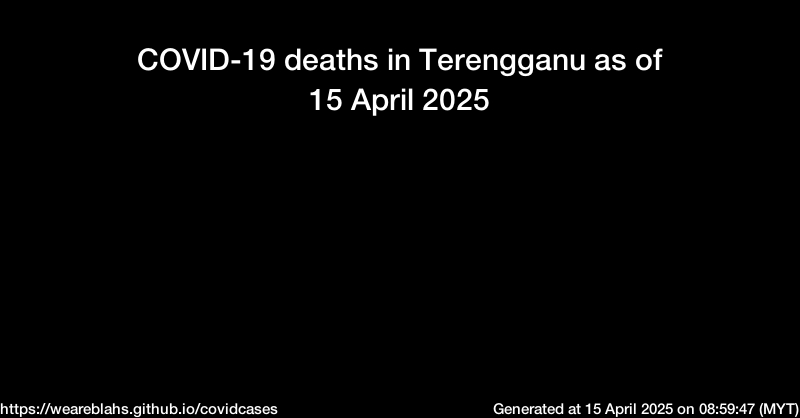 COVID-19 deaths in Terengganu as of
15 April 2025
https://weareblahs.github.io/covidcases
Generated at 15 April 2025 on 08:59:47 (MYT)